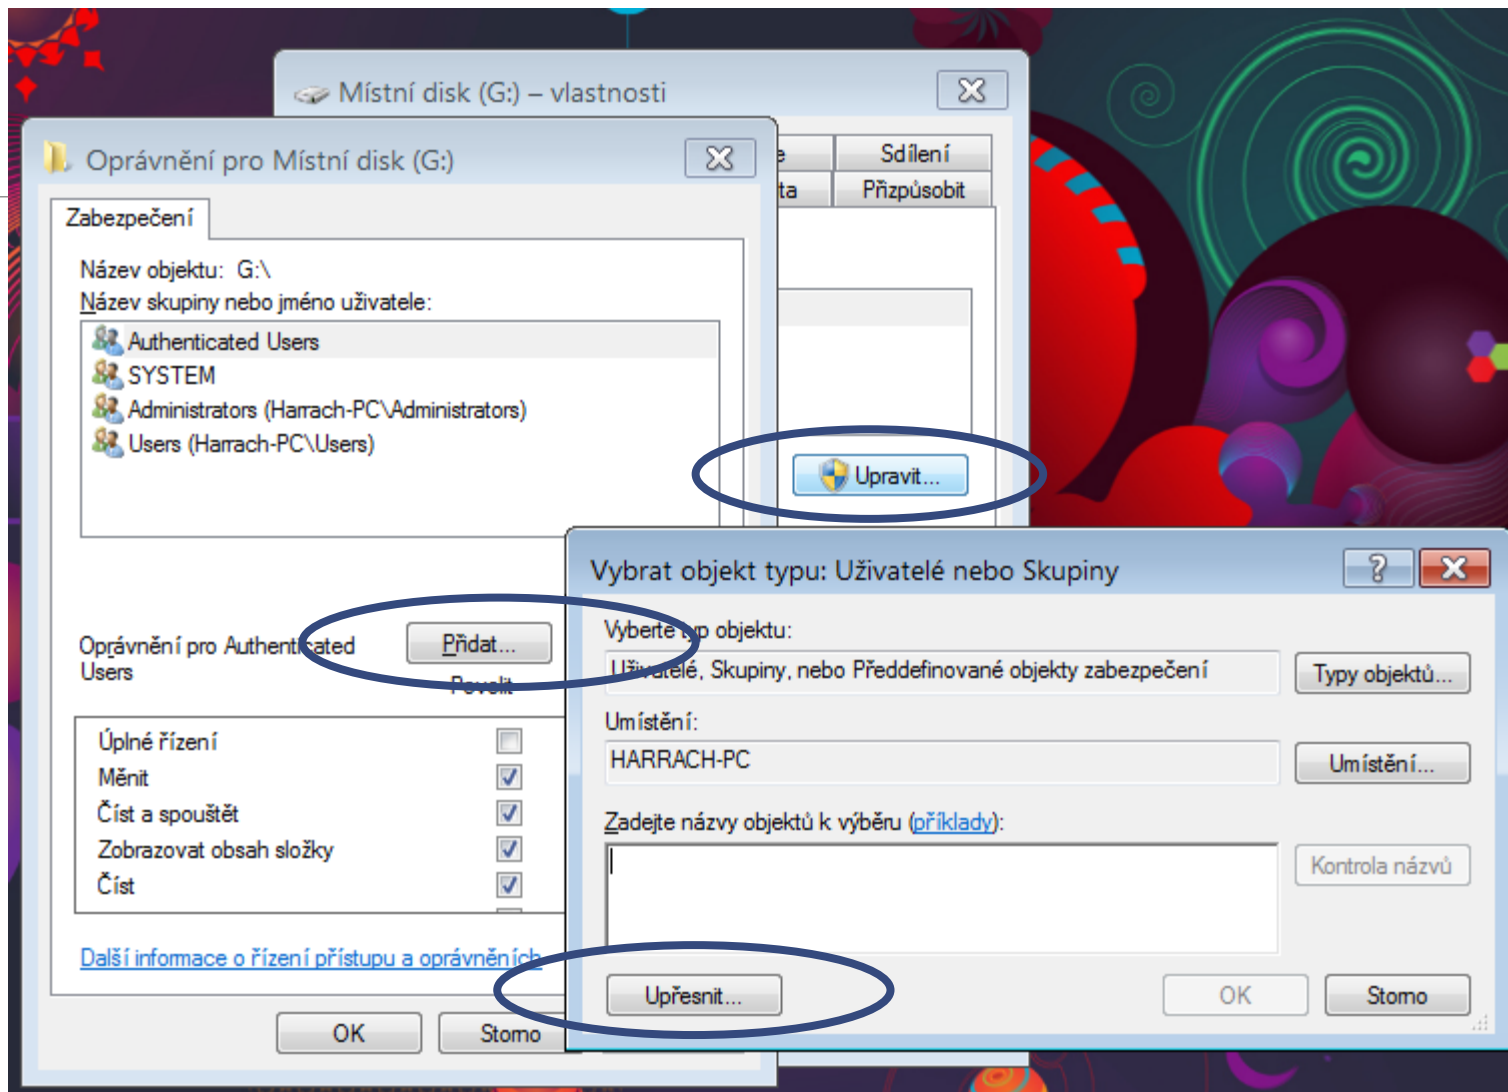 Místní disk (G:) – vlastnosti
Sdílení
Přizpůsobit
Upravit...
Oprávnění pro Místní disk (G:)
Zabezpečení
Název objektu: G:\
Název skupiny nebo jméno uživatele:
Authenticated Users
SYSTEM
Administrators (Harrach-PC\Administrators)
Users (Harrach-PC\Users)
Přidat...
Oprávnění pro Authenticated
Users
Povolit
Úplné řízení
Měnit
Číst a spouštět
Zobrazovat obsah složky
Číst
Další informace o řízení přístupu a oprávněních
OK
Storno
Vybrat objekt typu: Uživatelé nebo Skupiny
Vyberte typ objektu:
Uživatelé, Skupiny, nebo Předdefinované objekty zabezpečení
Typy objektů...
Umístění:
HARRACH-PC
Umístění...
Zadejte názvy objektů k výběru (příklady):
Kontrola názvů
Upřesnit...
OK
Storno